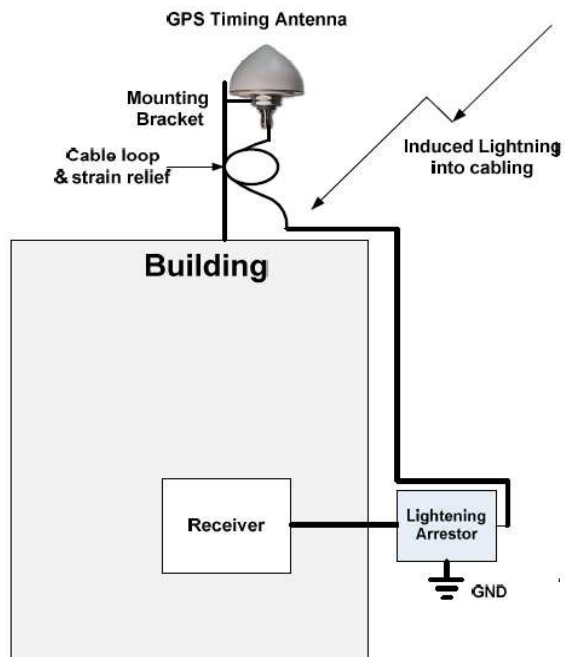 GPS Timing Antenna
Mounting
Bracket
Cable loop
& strain relief
Induced Lightning
into cabling
Building
Receiver
Lightening
Arrestor
GND